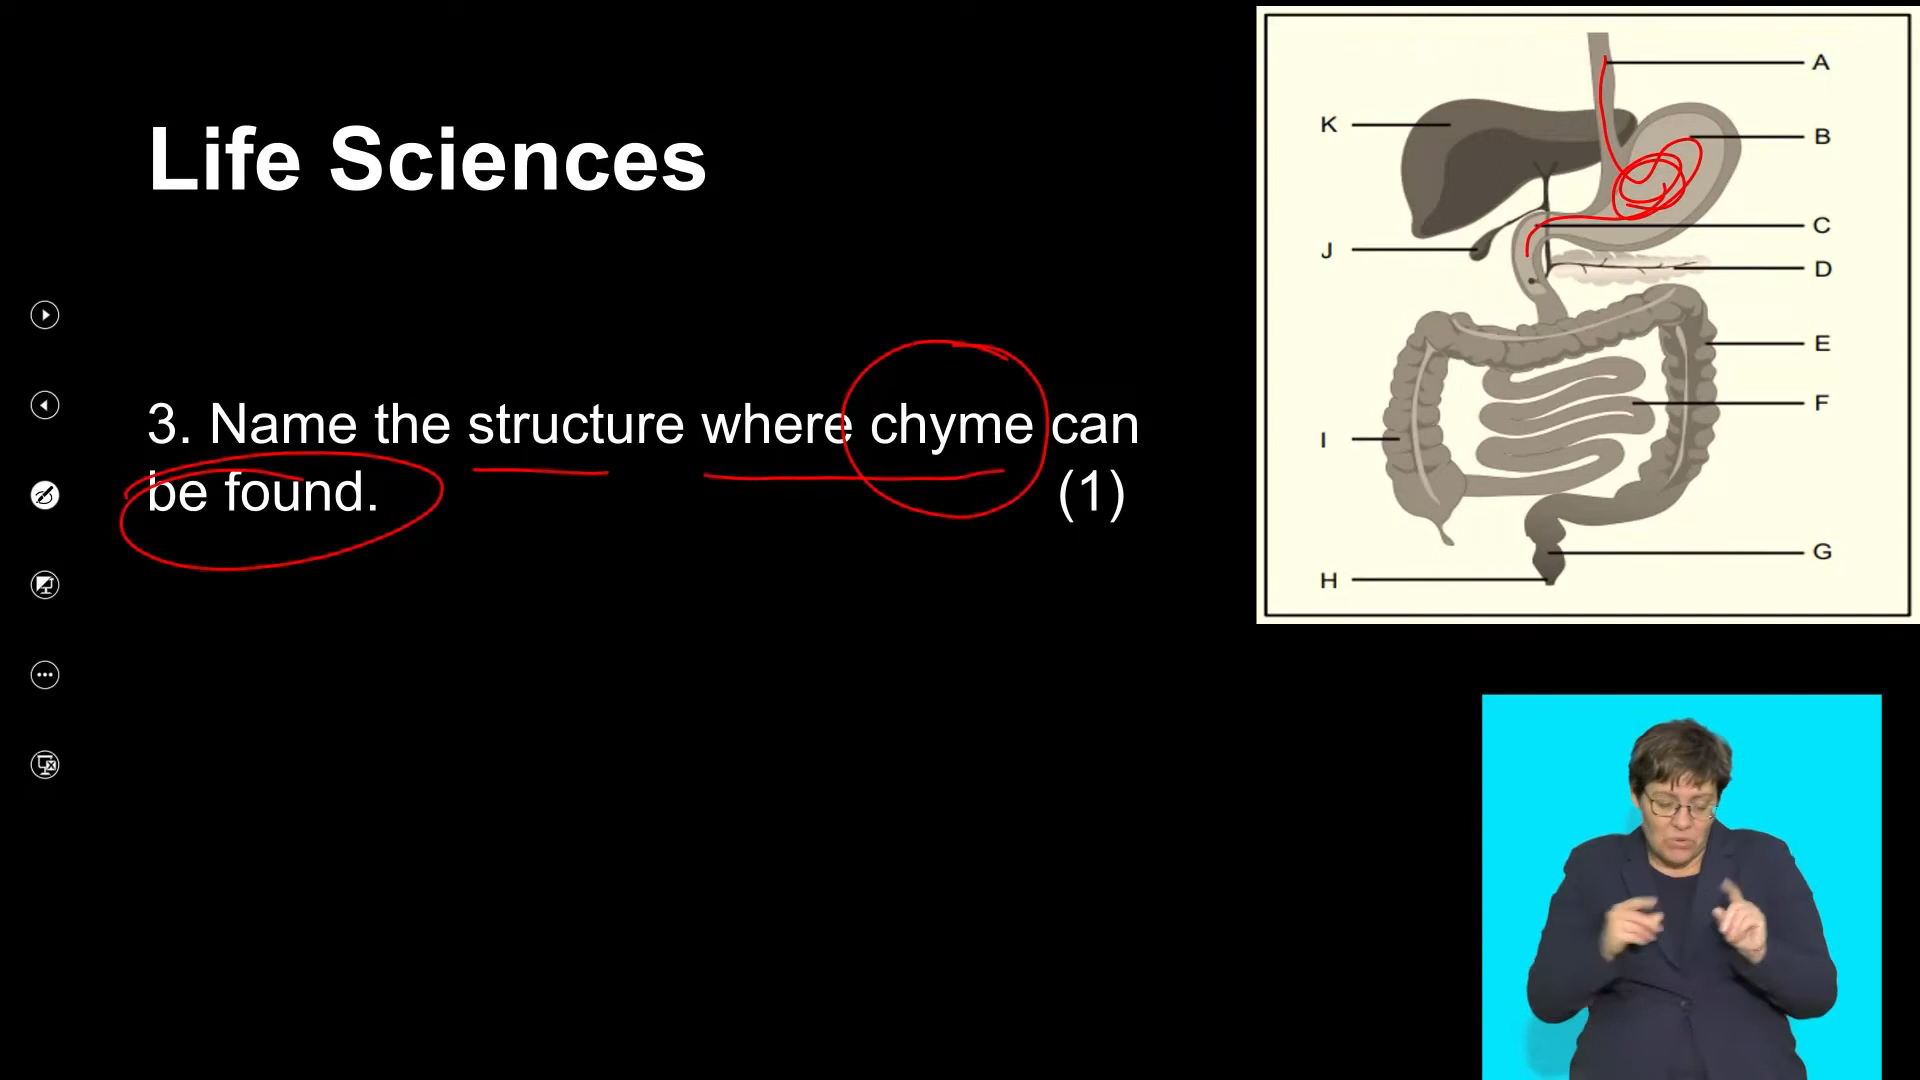 Life Sciences
3. Name the structure where chyme can
be found. (1)
A
K
B
C
J
D
E
F
I
G
H